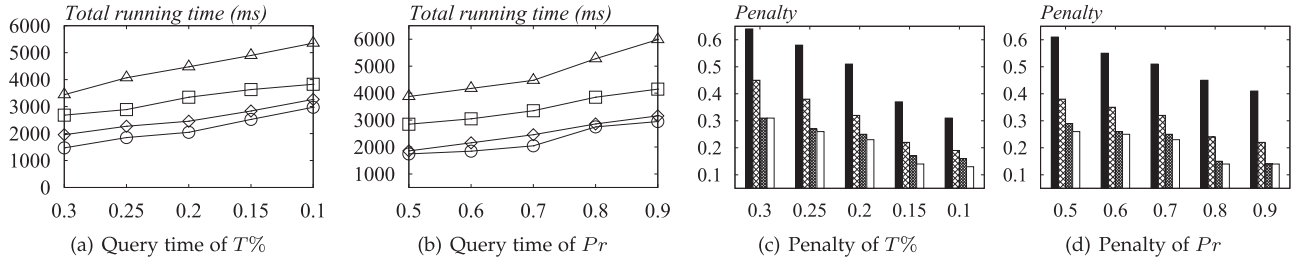 Total running time (ms)
6000
5000
4000
3000
2000
1000
0
0.3 0.25 0.2 0.15 0.1
(a) Query time of T%
Total running time (ms)
6000
5000
4000
3000
2000
1000
0.5 0.6 0.7 0.8 0.9
(b) Query time of Pr
Penalty
0.6
0.5
0.4
0.3
0.2
0.1
0.3 0.25 0.2 0.15 0.1
(c) Penalty of T%
Penalty
0.6
0.5
0.4
0.3
0.2
0.1
0.5 0.6 0.7 0.8 0.9
(d) Penalty of Pr